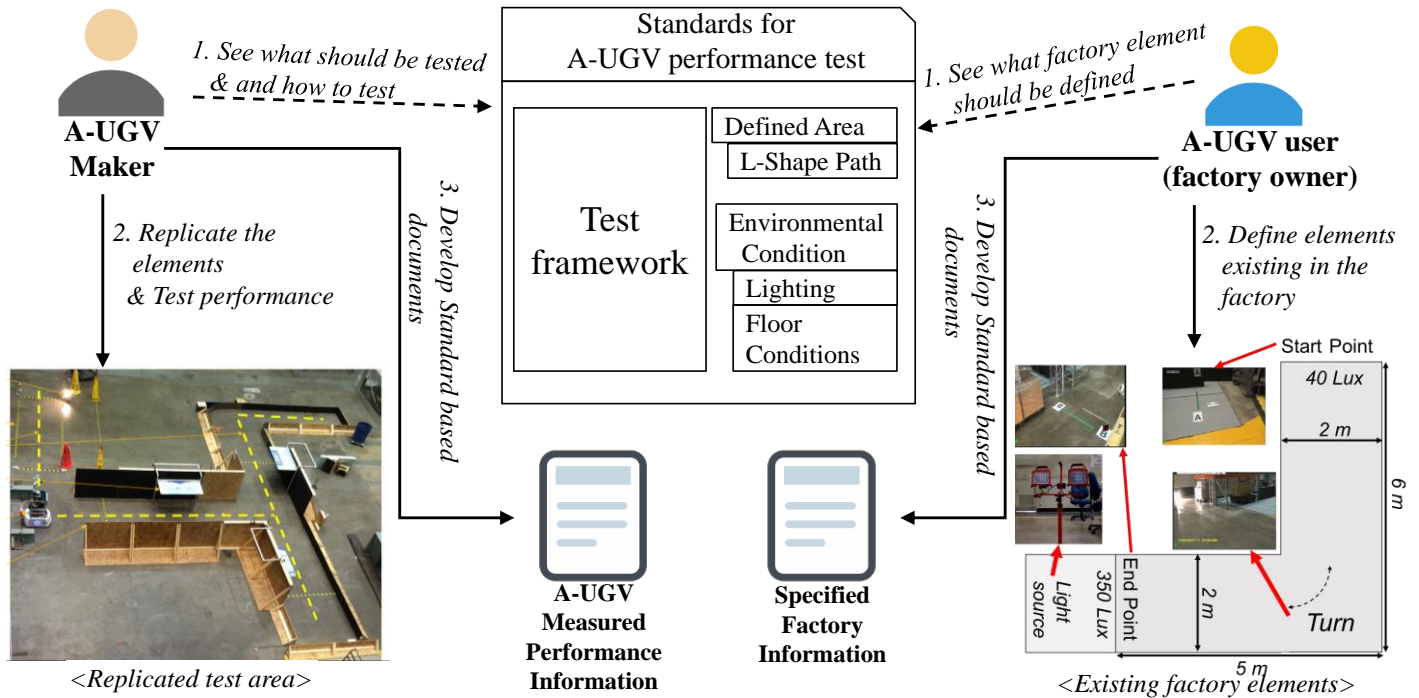 Standards for
A-UGV performance test
1. See what should be tested
& and how to test
A-UGV
Maker
1. See what factory element
should be defined
A-UGV user
(factory owner)
Test
framework
Defined Area
L-Shape Path
Environmental
Condition
Lighting
Floor
Conditions
2. Replicate the
elements
& Test performance
3. Develop Standard based
documents
3. Develop Standard based
documents
2. Define elements
existing in the
factory
<Replicated test area>
A-UGV
Measured
Performance
Information
Specified
Factory
Information
Start Point
40 Lux
2 m
6 m
A
Light
source
350 Lux
End Point
2 m
Turn
5 m
<Existing factory elements>